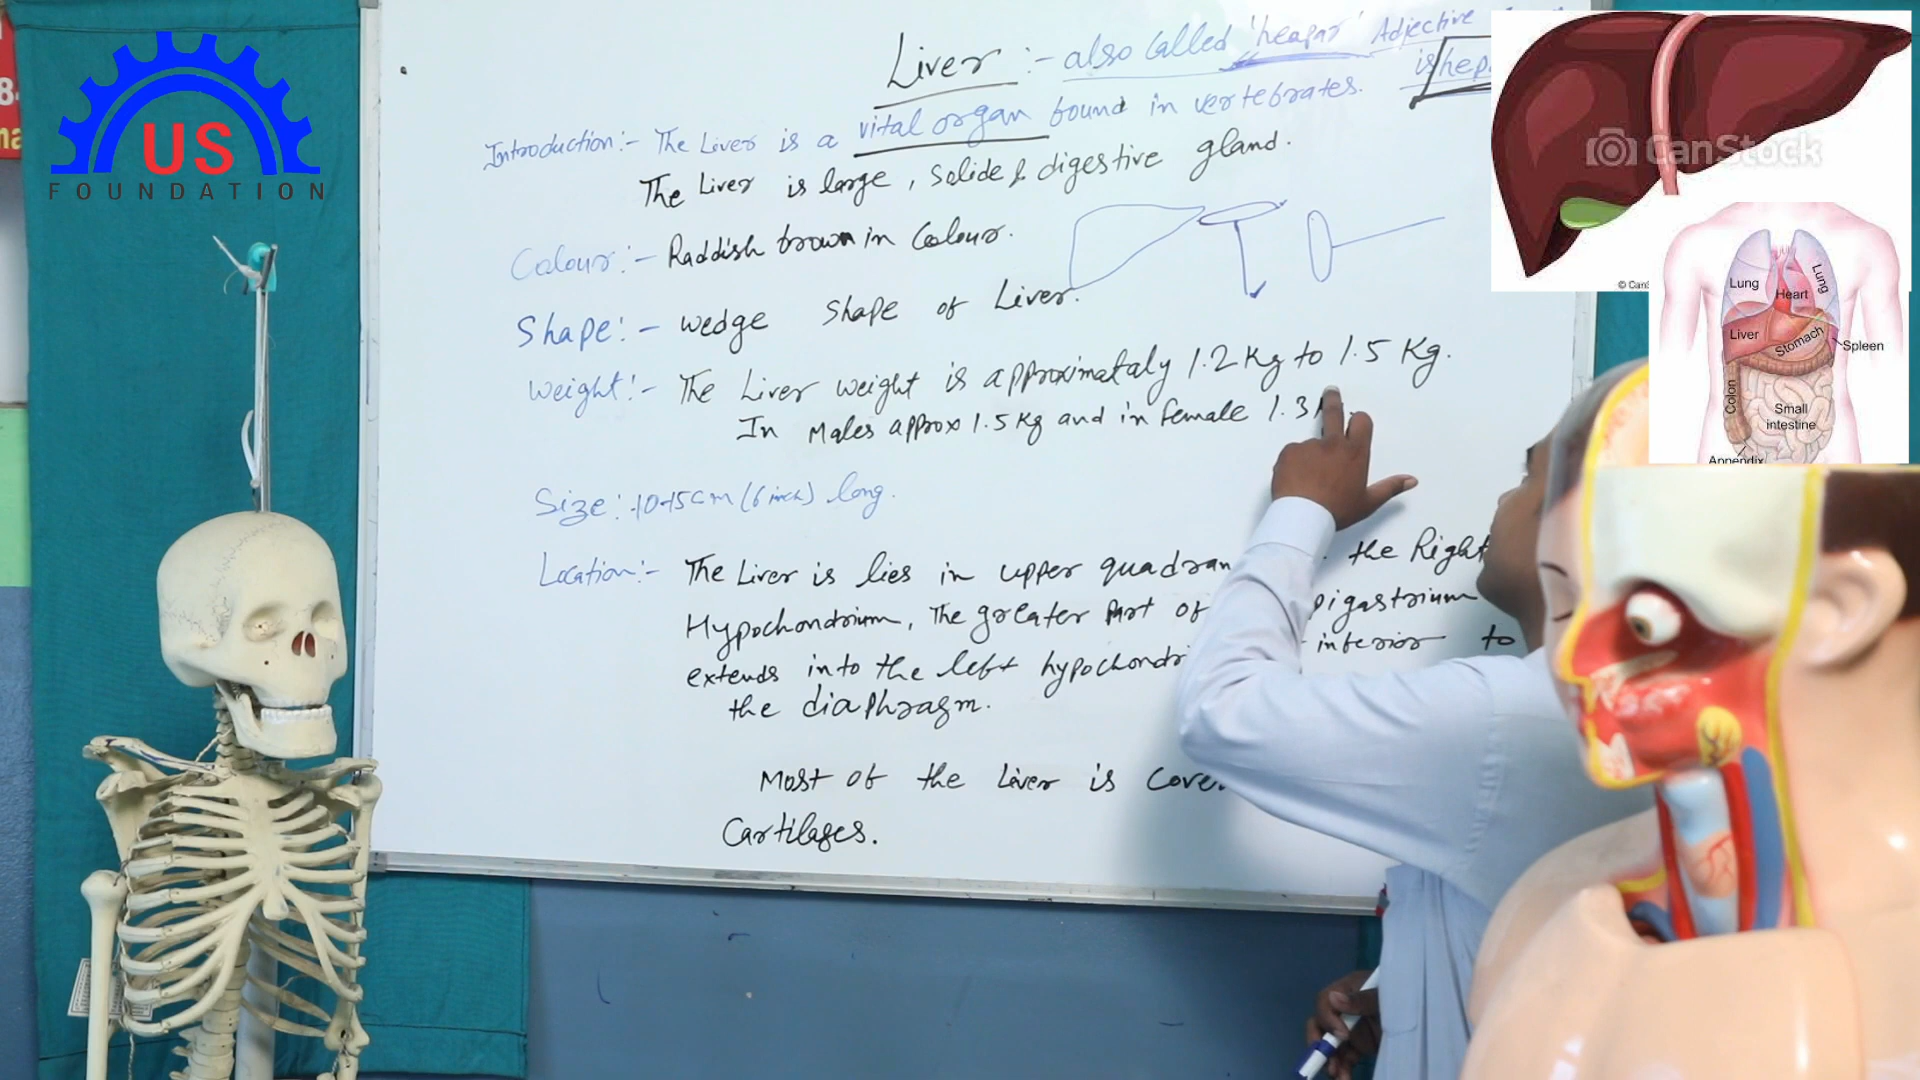 US
FOUNDATION
Liver :- also called 'heapar' Adjective
is hep
Introduction:- The Liver is a vital organ found in vertebrates.
The Liver is large, Solide & digestive gland.
Colour:- Raddish brown in Colour.
Shape:- Wedge Shape of Liver.
Weight:- The Liver weight is approximataly 1.2 Kg to 1.5 Kg.
In Males approx 1.5 Kg and in female 1.3
Size: 10-15 cm (6 inch) long.
Location:- The Liver is lies in upper quadran the Right
Hypochondrium, The greater Part of pigastrium
extends into the left hypochondri inferior to
the diaphragm.
Most of the Liver is Cove
Cartilages.
CanStock
© Can
Lung
Lung
Heart
Liver
Stomach
Spleen
Colon
Small
intestine
Appendix